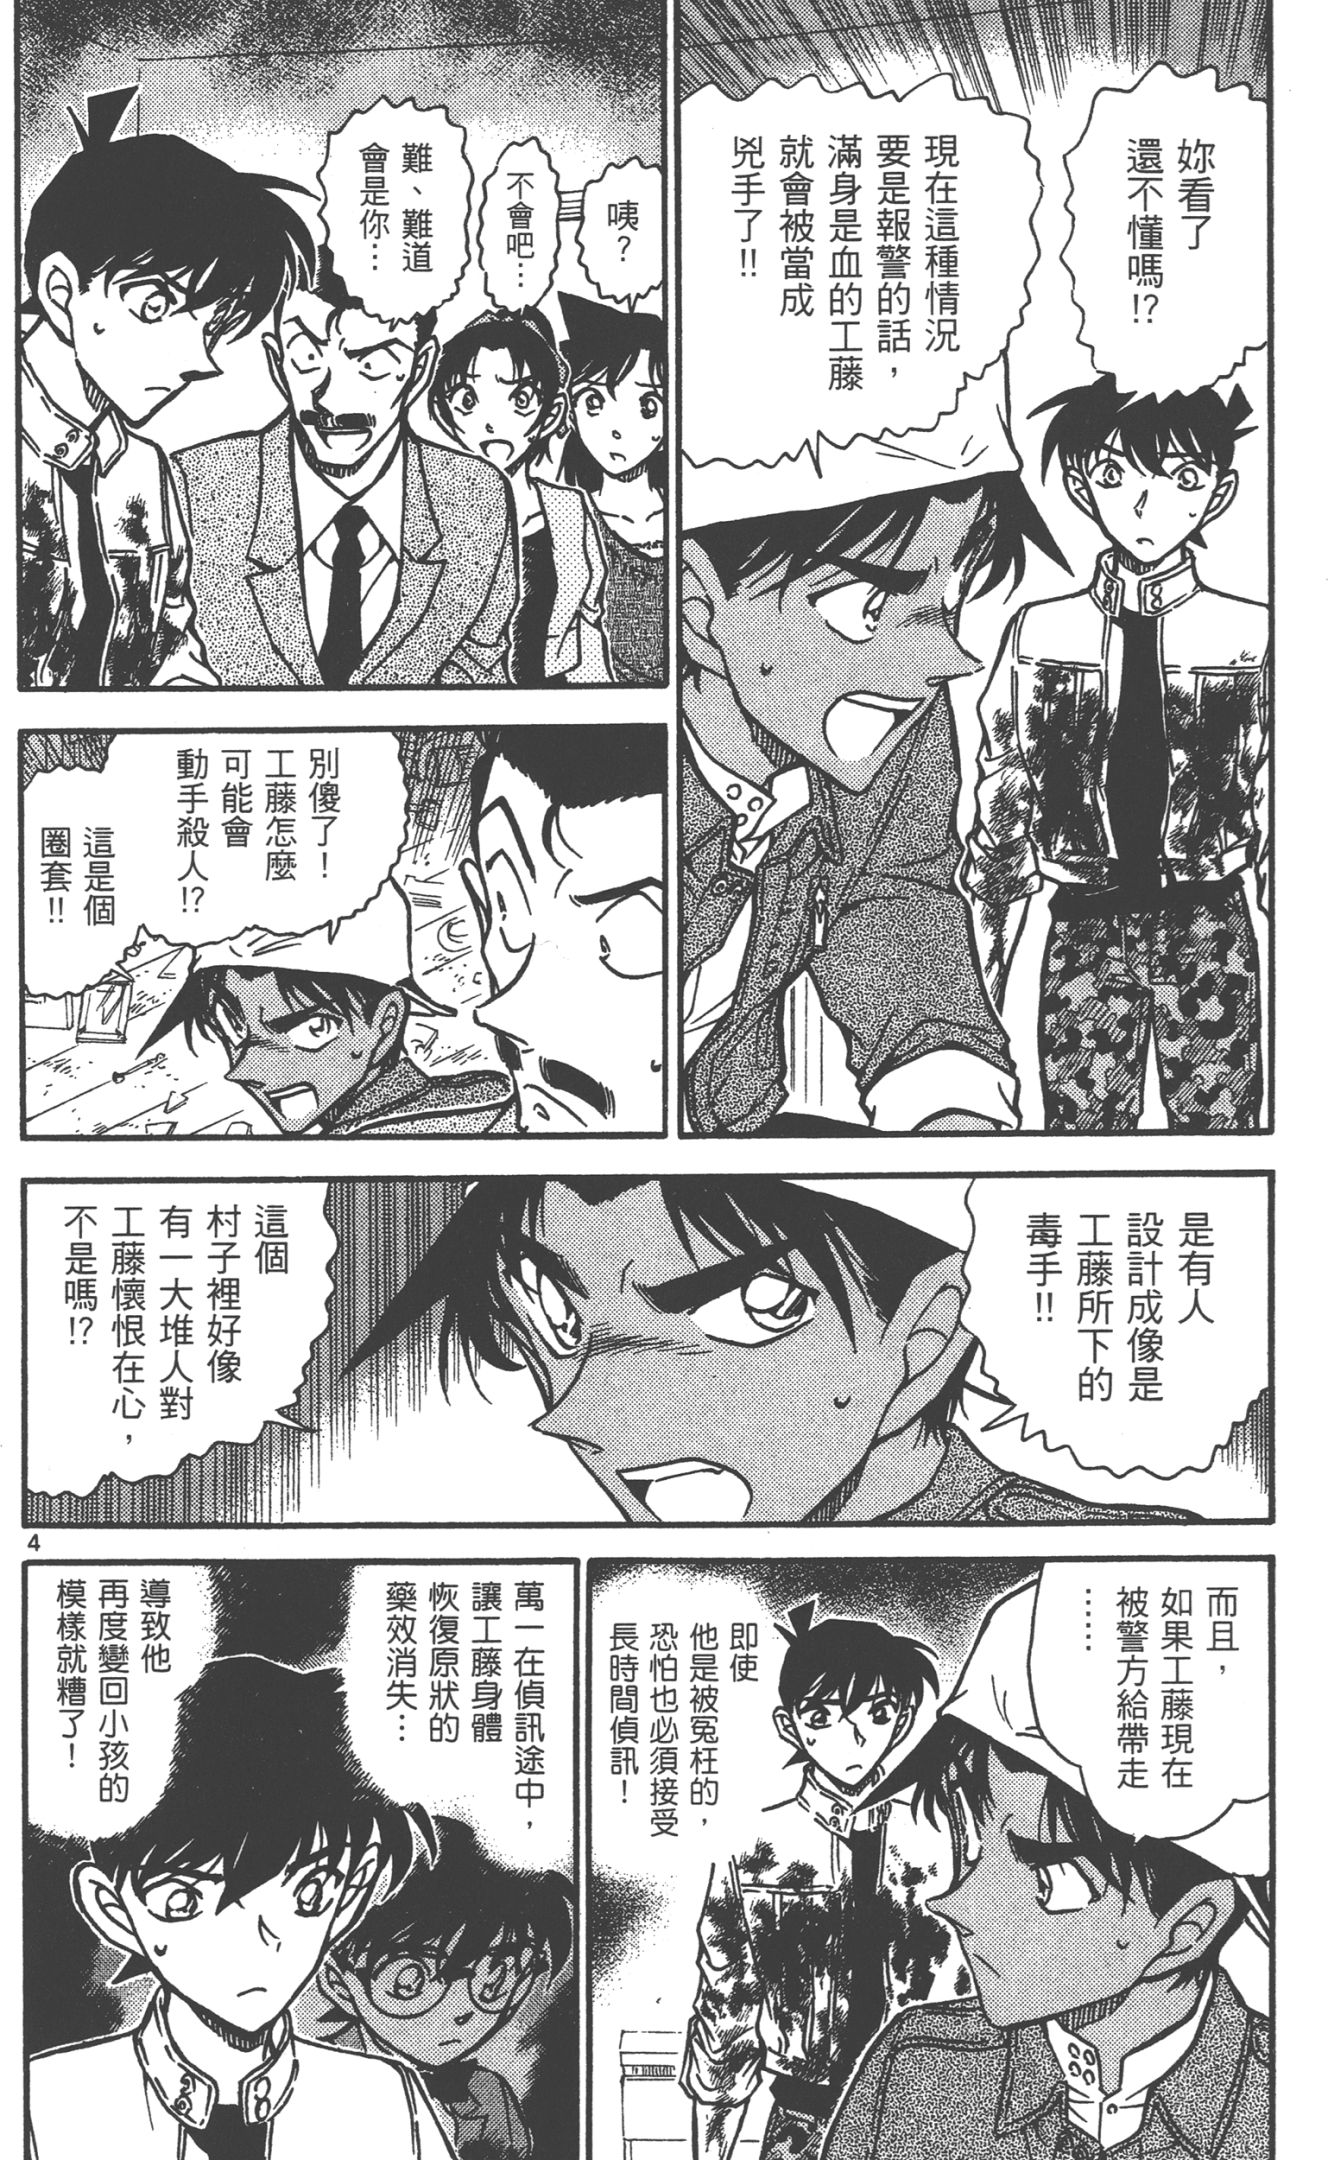 妳看了
還不懂嗎!?
現在這種情況
要是報警的話，
滿身是血的工藤
就會被當成
兇手了!!
咦？
不會吧…
難、難道
會是你…
別傻了！
工藤怎麼
可能會
動手殺人!?
這是個
圈套!!
是有人
設計成像是
工藤所下的
毒手!!
這個
村子裡好像
有一大堆人對
工藤懷恨在心，
不是嗎!?
4
而且，
如果工藤現在
被警方給帶走
……
即使
他是被冤枉的，
恐怕也必須接受
長時間偵訊！
萬一在偵訊途中，
讓工藤身體
恢復原狀的
藥效消失…
導致他
再度變回小孩的
模樣就糟了！